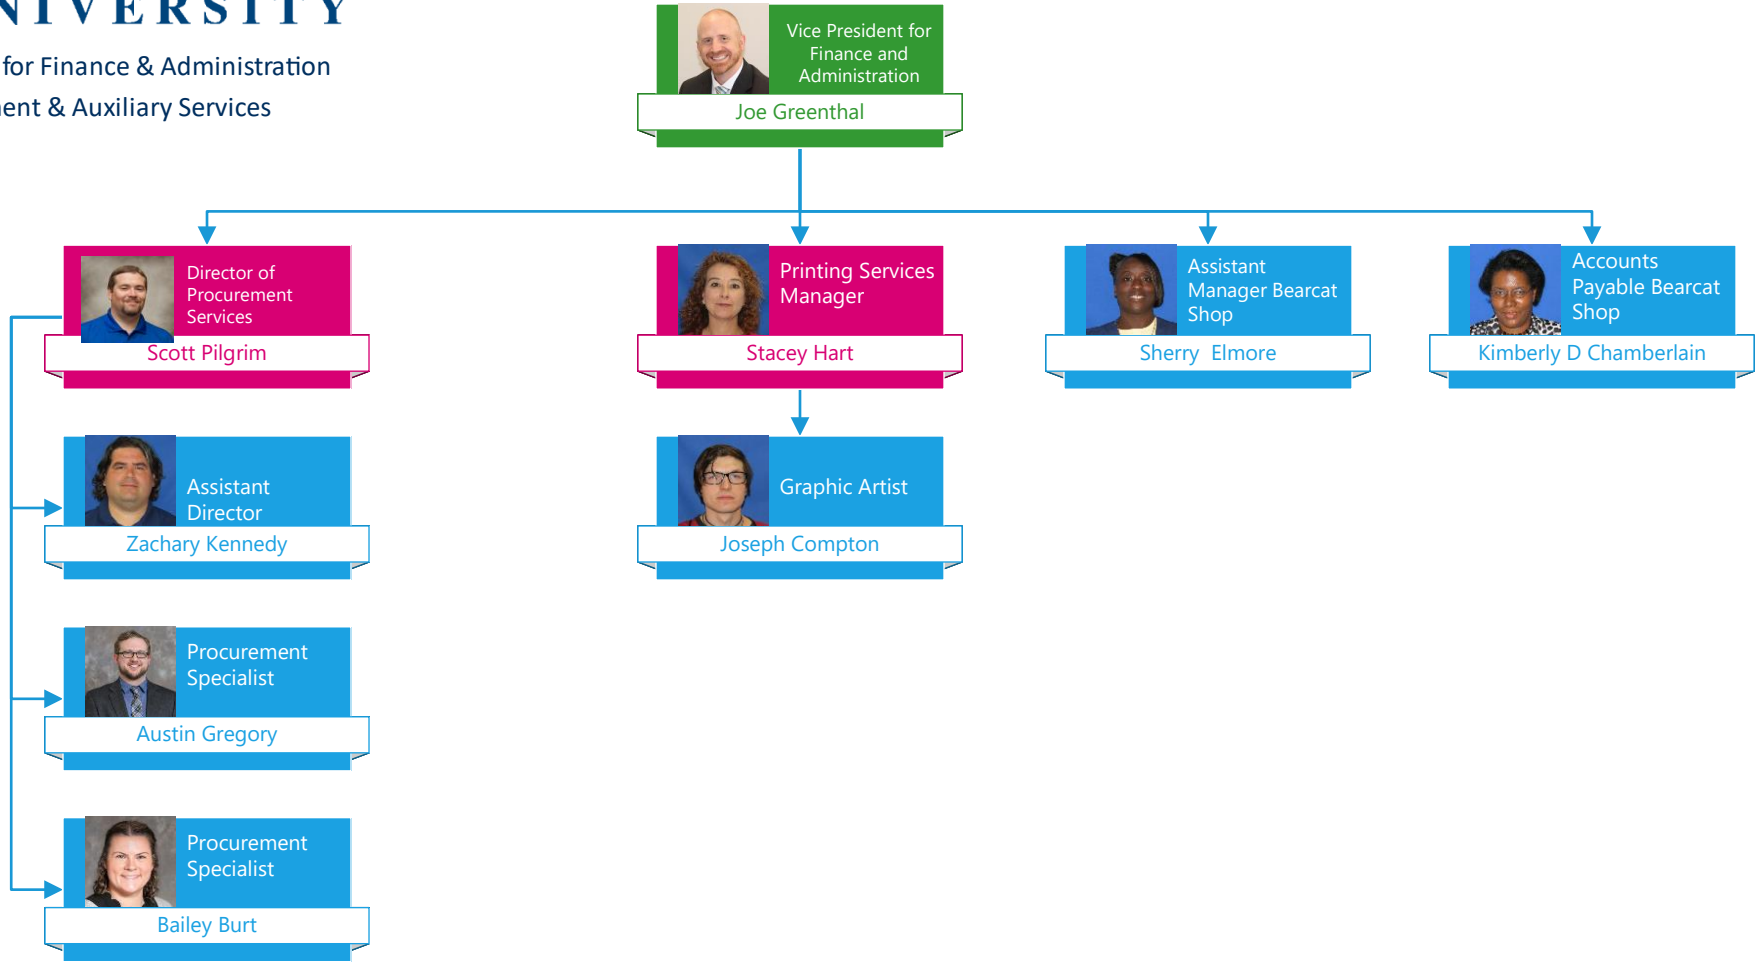 NIVERSITY
for Finance & Administration
ent & Auxiliary Services
Vice President for
Finance and
Administration
Joe Greenthal
Director of
Procurement
Services
Scott Pilgrim
Printing Services
Manager
Stacey Hart
Assistant
Manager Bearcat
Shop
Sherry  Elmore
Accounts
Payable Bearcat
Shop
Kimberly D Chamberlain
Assistant
Director
Zachary Kennedy
Graphic Artist
Joseph Compton
Procurement
Specialist
Austin Gregory
Procurement
Specialist
Bailey Burt